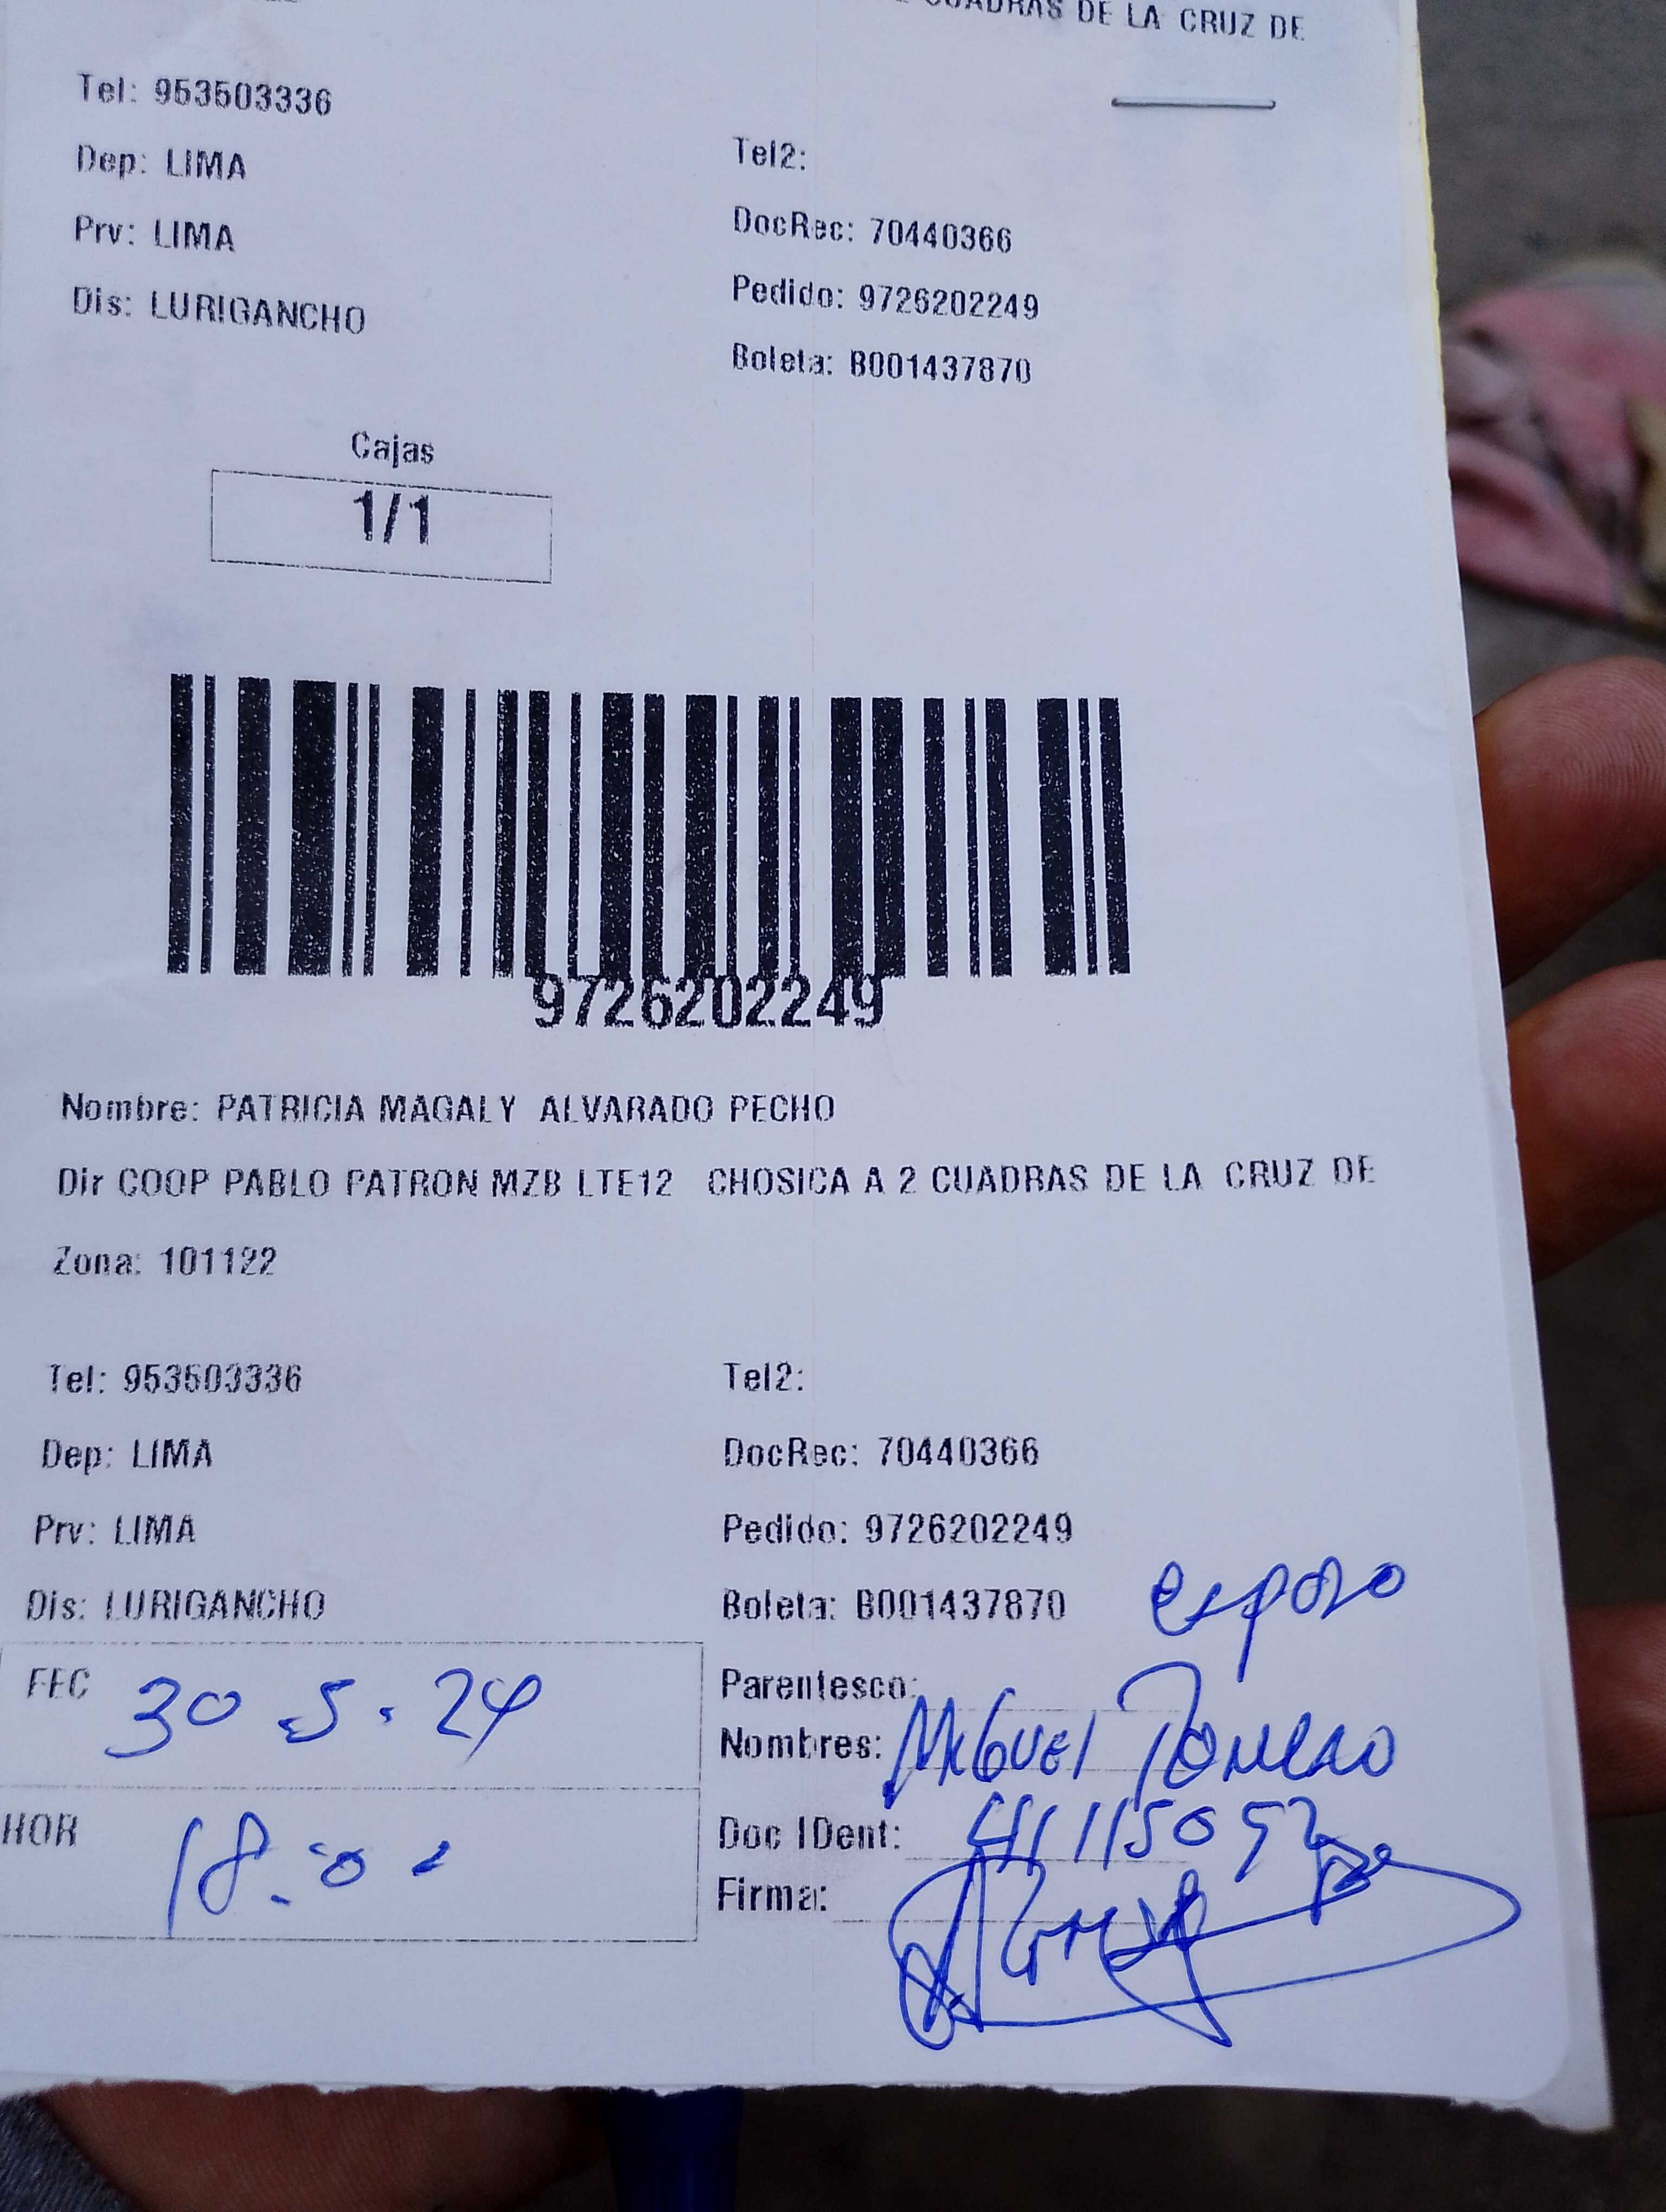 CUADRAS DE LA CRUZ DE
Tel: 953503336
Tel2:
Dep: LIMA
DocRec: 70440366
Prv: LIMA
Pedido: 9726202249
Dis: LURIGANCHO
Boleta: B001437870
Cajas
1/1
9726202249
Nombre: PATRICIA MAGALY ALVARADO PECHO
Dir COOP PABLO PATRON MZB LTE12 CHOSICA A 2 CUADRAS DE LA CRUZ DE
Zona: 101122
Tel: 953503336
Tel2:
Dep: LIMA
DocRec: 70440366
Prv: LIMA
Pedido: 9726202249
Dis: LURIGANCHO
Boleta: B001437870
esposo
FEC 30.5.24
Parentesco:
Nombres: MIGUEL
HOR 18:0
Doc IDent:
Firma: